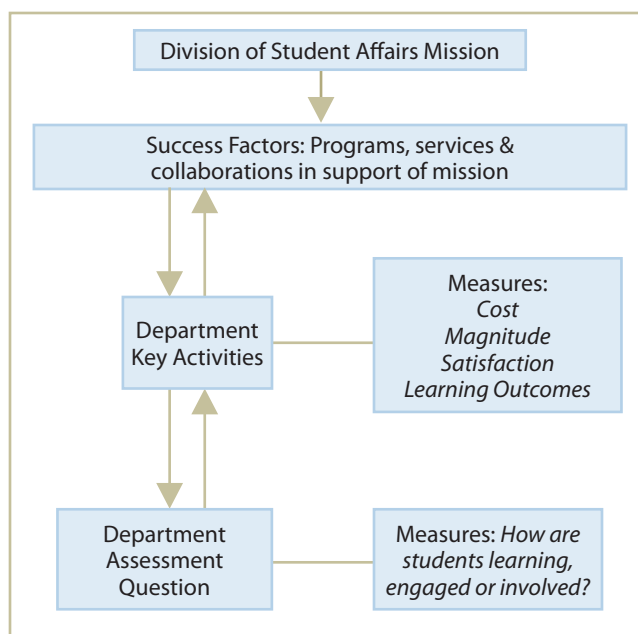 Division of Student Affairs Mission
Success Factors: Programs, services &
collaborations in support of mission
Department
Key Activities
Measures:
Cost
Magnitude
Satisfaction
Learning Outcomes
Department
Assessment
Question
Measures: How are
students learning,
engaged or involved?